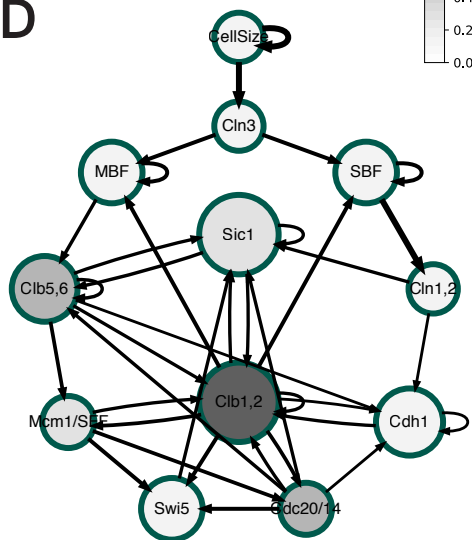 D
0.2
0.0
CellSize
Cln3
MBF
SBF
Sic1
Clb5,6
Cln1,2
Clb1,2
Mcm1/SFF
Cdh1
Swi5
Cdc20/14